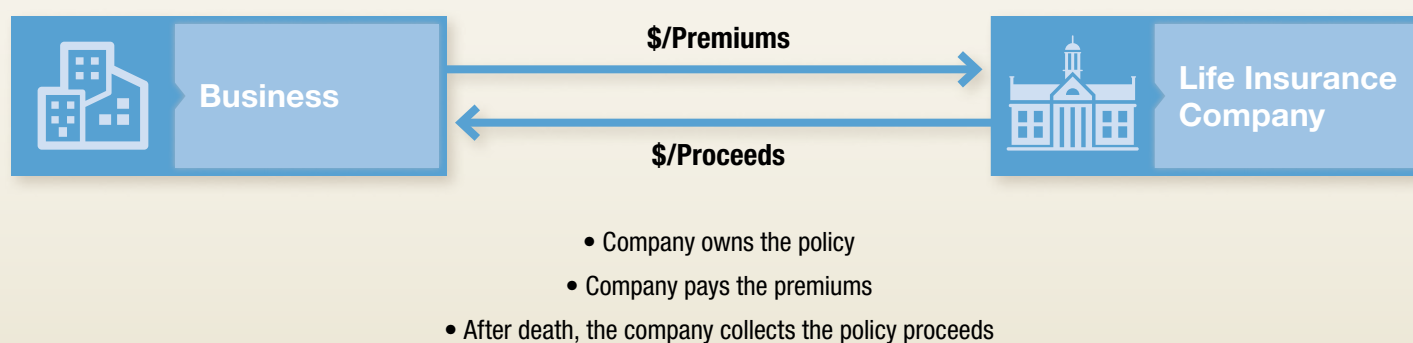 $/Premiums
Business
Life Insurance
Company
$/Proceeds
• Company owns the policy
• Company pays the premiums
• After death, the company collects the policy proceeds